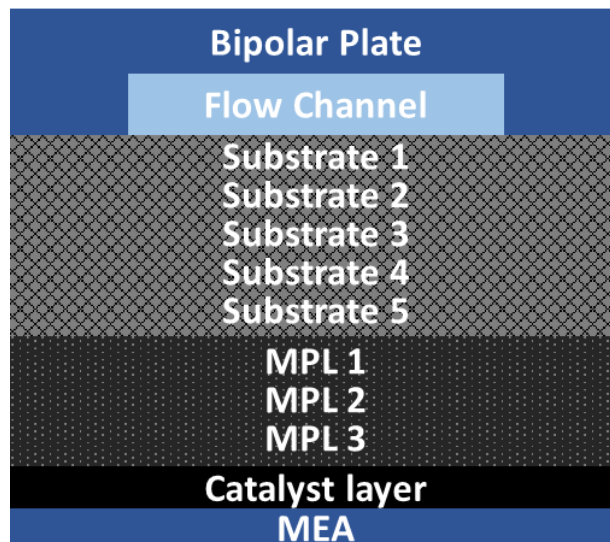 Bipolar Plate
Flow Channel
Substrate 1
Substrate 2
Substrate 3
Substrate 4
Substrate 5
MPL 1
MPL 2
MPL 3
Catalyst layer
MEA